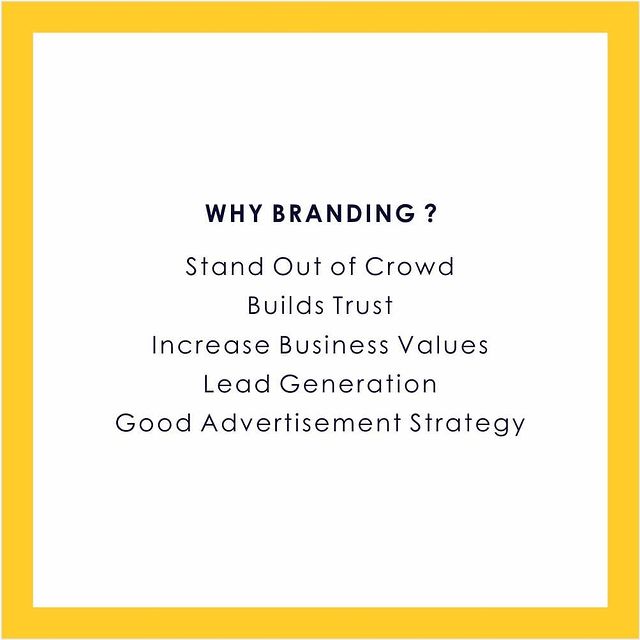 WHY BRANDING ?
Stand Out of Crowd
Builds Trust
Increase Business Values
Lead Generation
Good Advertisement Strategy